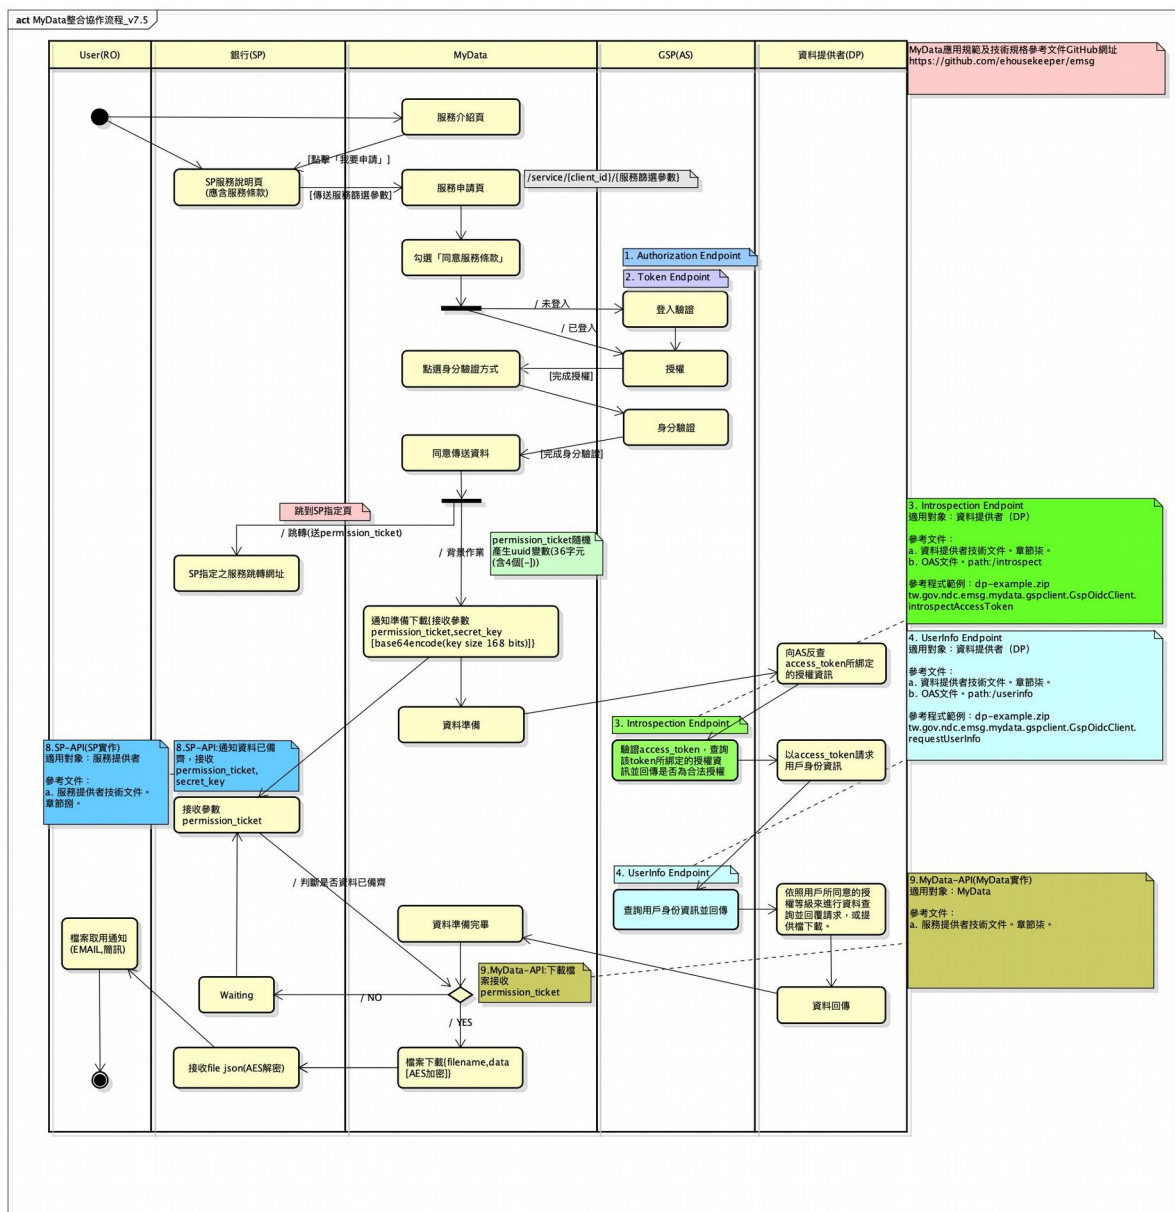 act MyData整合協作流程_v7.5
User(RO)
銀行(SP)
MyData
GSP(AS)
資料提供者(DP)
MyData應用規範及技術規格參考文件GitHub網址
https://github.com/ehousekeeper/emsg
服務介紹頁
[點擊「我要申請」]
SP服務說明頁
(應含服務條款)
[傳送服務篩選參數]
服務申請頁
/service/{client_id}/{服務篩選參數}
勾選「同意服務條款」
1. Authorization Endpoint
2. Token Endpoint
/ 未登入
登入驗證
/ 已登入
點選身分驗證方式
[完成授權]
授權
身分驗證
同意傳送資料
[完成身分驗證]
跳到SP指定頁
/ 跳轉(送permission_ticket)
SP指定之服務跳轉網址
/ 背景作業
permission_ticket隨機
產生uuid變數(36字元
(含4個[-]))
3. Introspection Endpoint
適用對象：資料提供者（DP）
參考文件：
a. 資料提供者技術文件。章節柒。
b. OAS文件。path:/introspect
參考程式範例：dp-example.zip
tw.gov.ndc.emsg.mydata.gspclient.GspOidcClient.
introspectAccessToken
通知準備下載{接收參數
permission_ticket,secret_key
[base64encode(key size 168 bits)]}
4. UserInfo Endpoint
適用對象：資料提供者（DP）
參考文件：
a. 資料提供者技術文件。章節柒。
b. OAS文件。path:/userinfo
參考程式範例：dp-example.zip
tw.gov.ndc.emsg.mydata.gspclient.GspOidcClient.
requestUserInfo
向AS反查
access_token所綁定
的授權資訊
資料準備
3. Introspection Endpoint
驗證access_token，查詢
該token所綁定的授權資
訊並回傳是否為合法授權
以access_token請求
用戶身份資訊
8.SP-API(SP實作)
適用對象：服務提供者
參考文件：
a. 服務提供者技術文件。
章節捌。
8.SP-API:通知資料已備
齊，接收
permission_ticket,
secret_key
接收參數
permission_ticket
/ 判斷是否資料已備齊
4. UserInfo Endpoint
查詢用戶身份資訊並回傳
依照用戶所同意的授
權等級來進行資料查
詢並回覆請求，或提
供檔下載。
9.MyData-API(MyData實作)
適用對象：MyData
參考文件：
a. 服務提供者技術文件。章節柒。
檔案取用通知
(EMAIL,簡訊)
資料準備完畢
9.MyData-API:下載檔
案接收
permission_ticket
Waiting
/ NO
資料回傳
/ YES
接收file json(AES解密)
檔案下載{filename,data
[AES加密]}